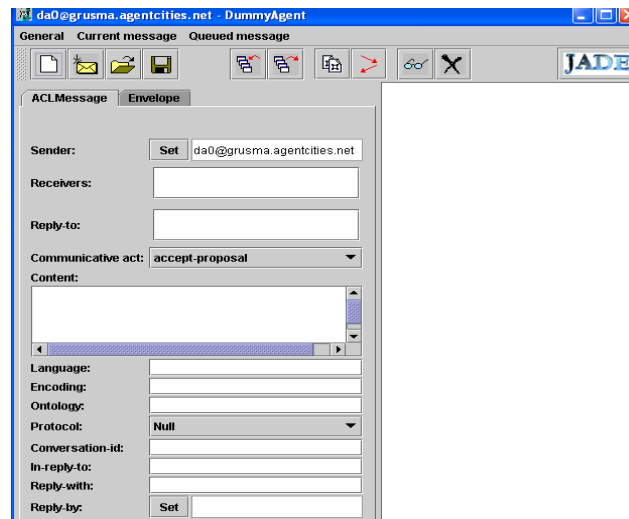 da0@grusma.agentcities.net - DummyAgent
General Current message Queued message
JADE
ACLMessage Envelope
Sender: Set da0@grusma.agentcities.net
Receivers:
Reply-to:
Communicative act: accept-proposal
Content:
Language:
Encoding:
Ontology:
Protocol: Null
Conversation-id:
In-reply-to:
Reply-with:
Reply-by: Set